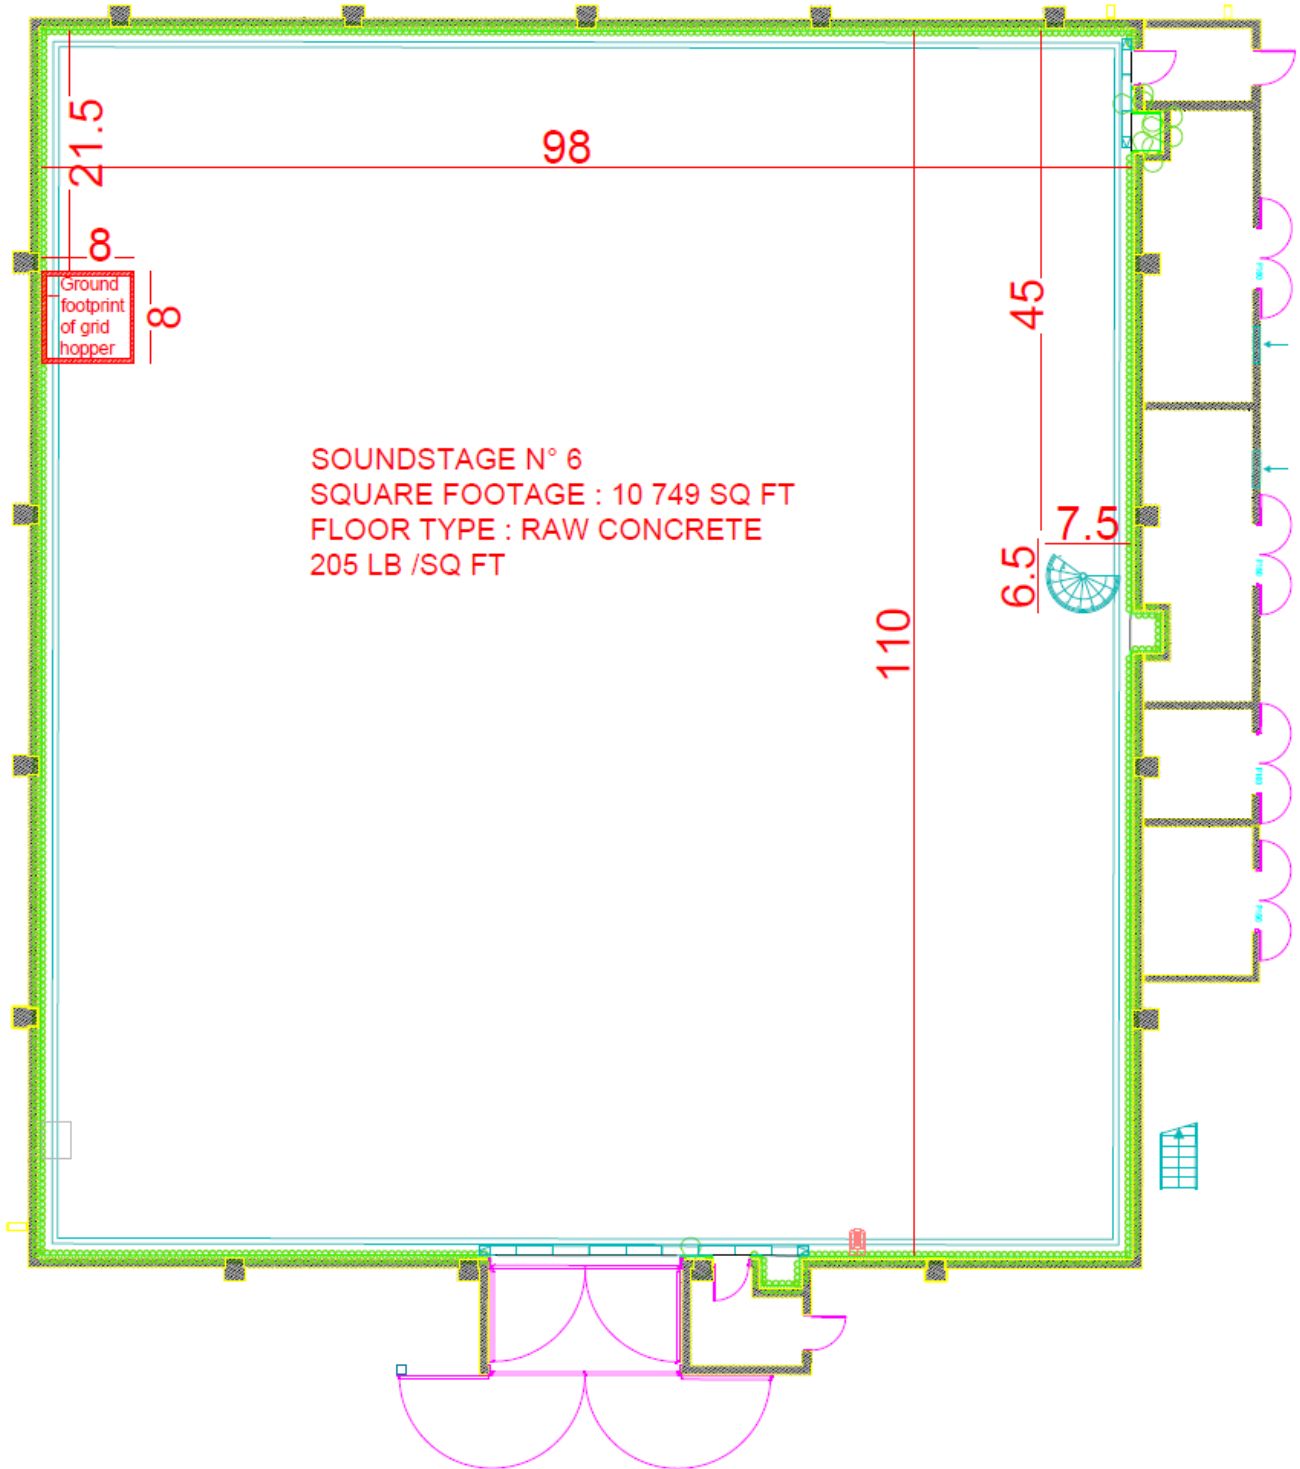 21.5
98
8
Ground
footprint
of grid
hopper
8
45
SOUNDSTAGE N° 6
SQUARE FOOTAGE : 10 749 SQ FT
FLOOR TYPE : RAW CONCRETE
205 LB /SQ FT
7.5
6.5
110